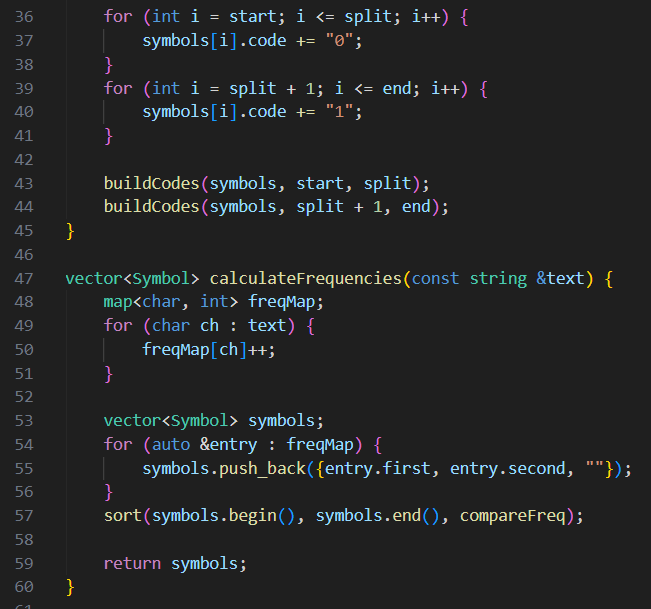 36 for (int i = start; i <= split; i++) {
37 symbols[i].code += "0";
38 }
39 for (int i = split + 1; i <= end; i++) {
40 symbols[i].code += "1";
41 }
42
43 buildCodes(symbols, start, split);
44 buildCodes(symbols, split + 1, end);
45 }
46
47 vector<Symbol> calculateFrequencies(const string &text) {
48 map<char, int> freqMap;
49 for (char ch : text) {
50 freqMap[ch]++;
51 }
52
53 vector<Symbol> symbols;
54 for (auto &entry : freqMap) {
55 symbols.push_back({entry.first, entry.second, ""});
56 }
57 sort(symbols.begin(), symbols.end(), compareFreq);
58
59 return symbols;
60 }